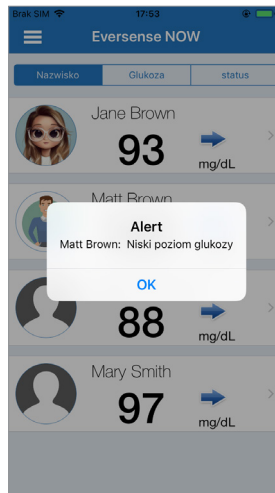 Brak SIM 17:53
Eversense NOW
Nazwisko Glukoza status
Jane Brown
93
mg/dL
Matt Brown
Alert
Matt Brown: Niski poziom glukozy
OK
88
mg/dL
Mary Smith
97
mg/dL